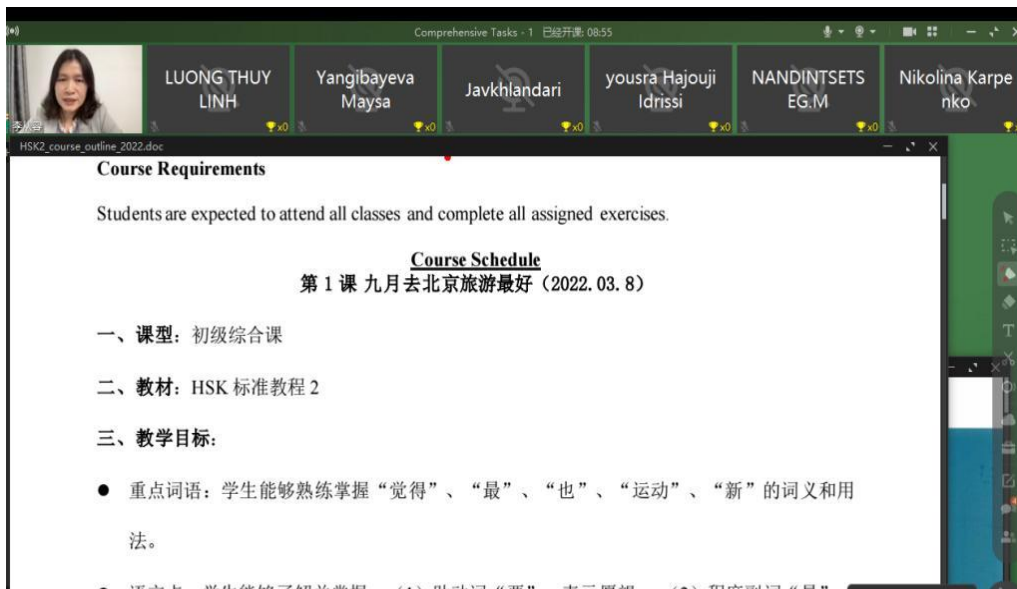 Comprehensive Tasks - 1 已经开课: 08:55
LUONG THUY
LINH
Yangibayeva
Maysa
Javkhlandari
yousra Hajouji
Idrissi
NANDINTSETS
EG.M
Nikolina Karpe
nko
x0
x0
x0
x0
x0
HSK2_course_outline_2022.doc
Course Requirements
Students are expected to attend all classes and complete all assigned exercises.
Course Schedule
第 1 课 九月去北京旅游最好（2022.03.8）
一、课型：初级综合课
二、教材：HSK 标准教程 2
三、教学目标：
● 重点词语：学生能够熟练掌握“觉得”、“最”、“也”、“运动”、“新”的词义和用
法。